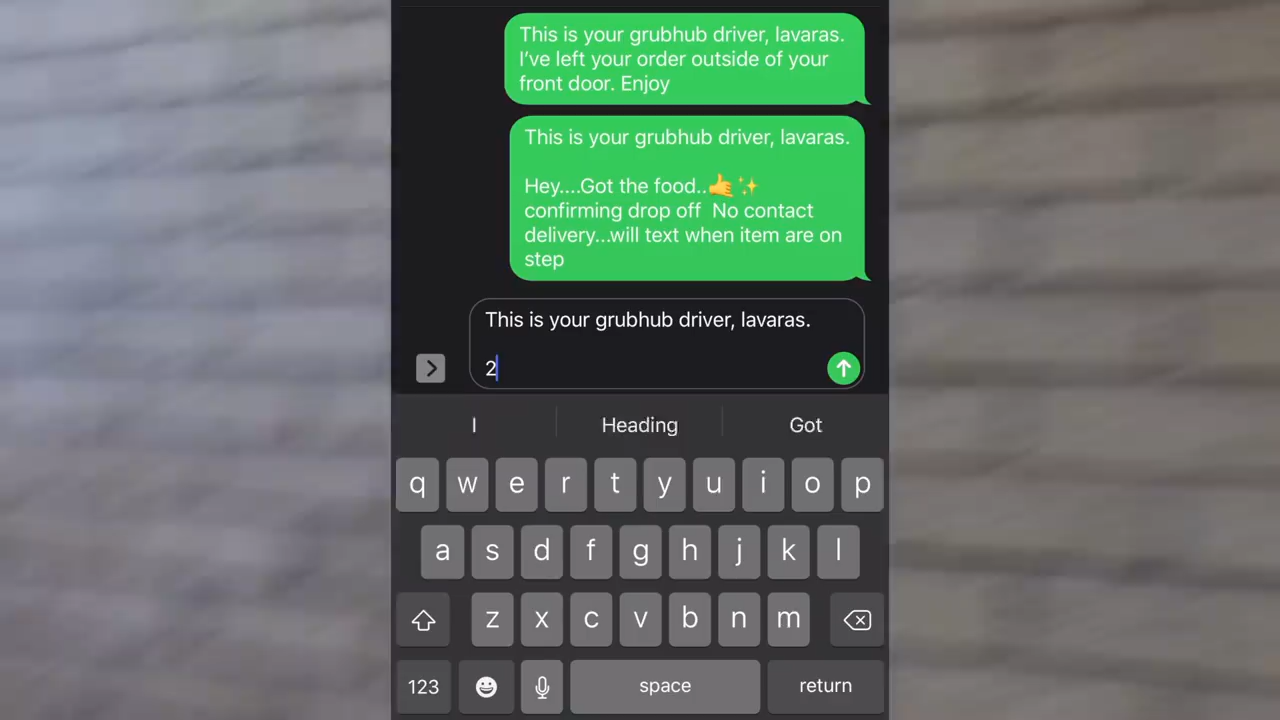 This is your grubhub driver, lavaras.
I’ve left your order outside of your
front door. Enjoy
This is your grubhub driver, lavaras.
Hey....Got the food..🤙✨
confirming drop off  No contact
delivery...will text when item are on
step
This is your grubhub driver, lavaras.
2
I Heading Got
q w e r t y u i o p
a s d f g h j k l
z x c v b n m
123 space return